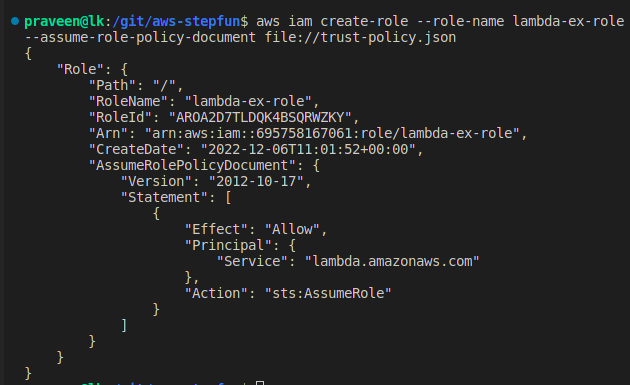 praveen@lk:/git/aws-stepfun$ aws iam create-role --role-name lambda-ex-role
--assume-role-policy-document file://trust-policy.json
{
    "Role": {
        "Path": "/",
        "RoleName": "lambda-ex-role",
        "RoleId": "AROA2D7TLDQK4BSQRWZKY",
        "Arn": "arn:aws:iam::695758167061:role/lambda-ex-role",
        "CreateDate": "2022-12-06T11:01:52+00:00",
        "AssumeRolePolicyDocument": {
            "Version": "2012-10-17",
            "Statement": [
                {
                    "Effect": "Allow",
                    "Principal": {
                        "Service": "lambda.amazonaws.com"
                    },
                    "Action": "sts:AssumeRole"
                }
            ]
        }
    }
}